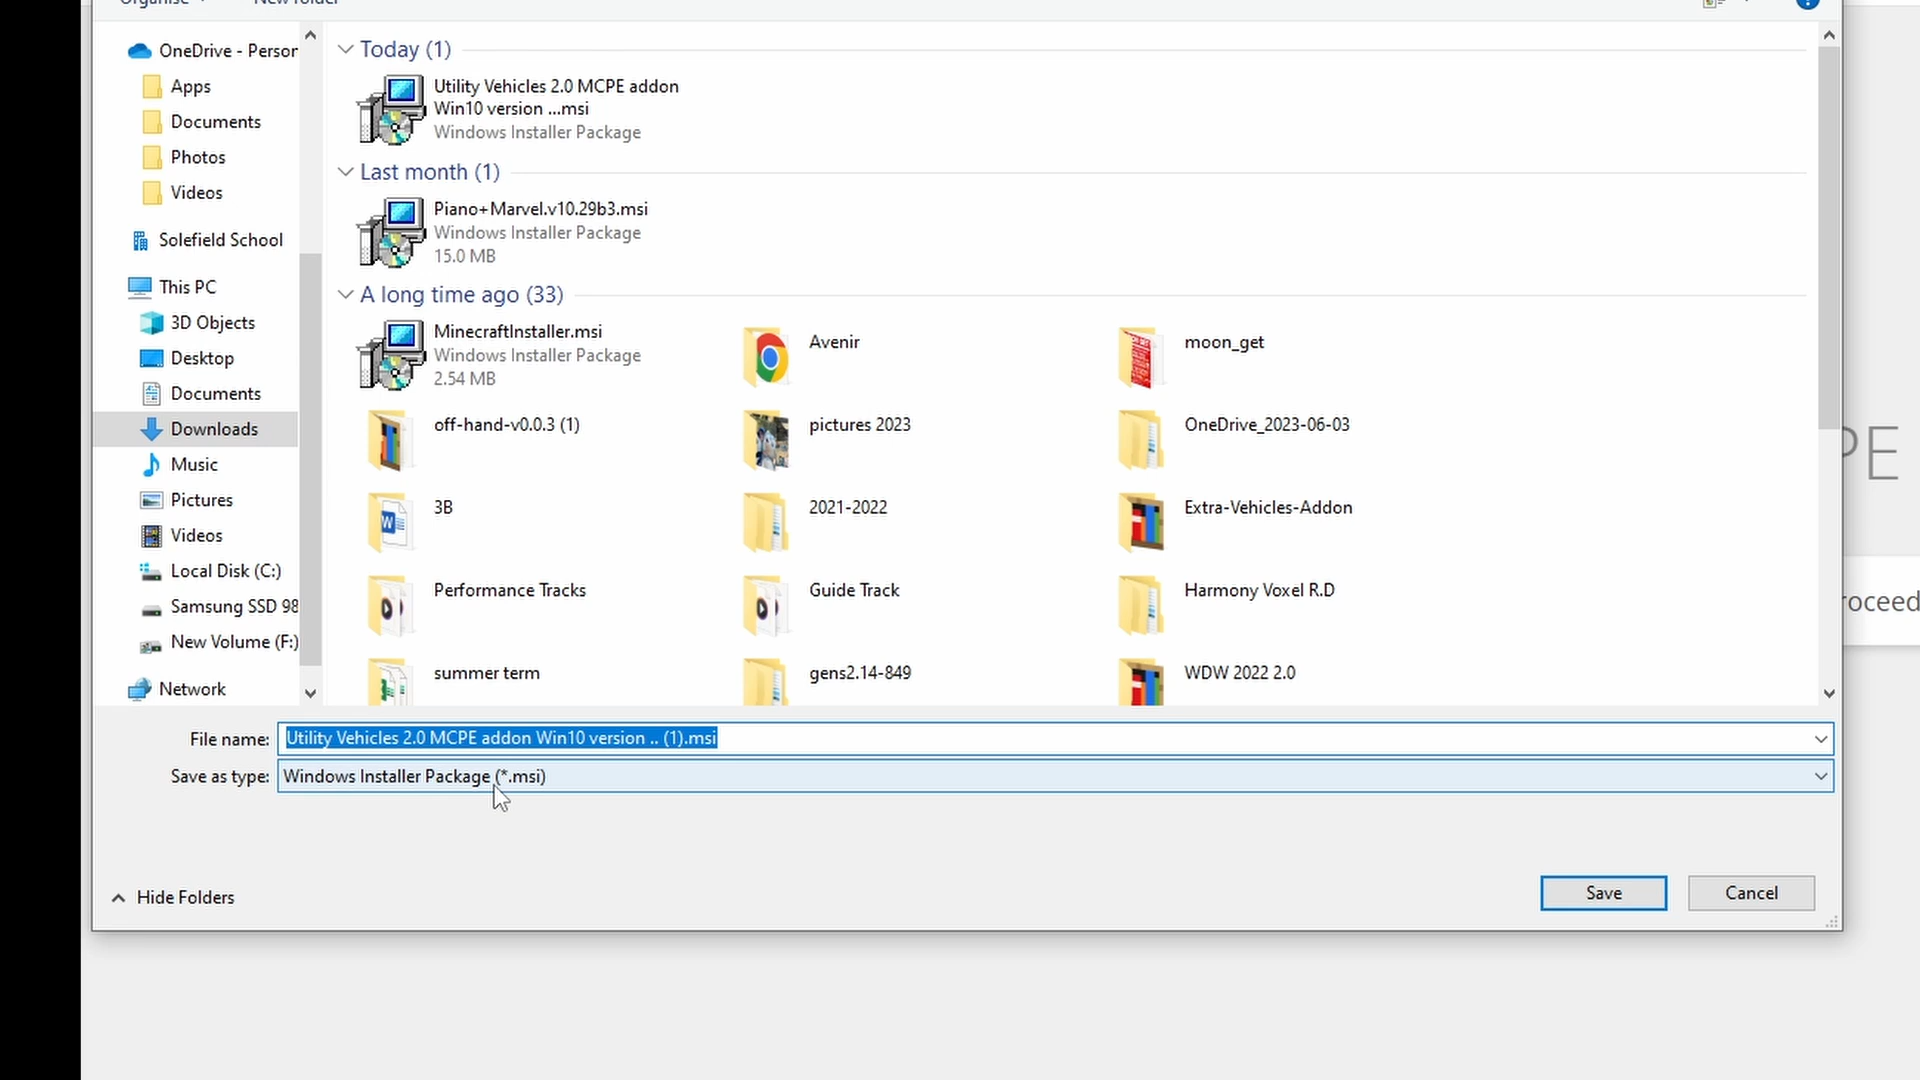 Organise
New folder
OneDrive - Person
Apps
Documents
Photos
Videos
Solefield School
This PC
3D Objects
Desktop
Documents
Downloads
Music
Pictures
Videos
Local Disk (C:)
Samsung SSD 98
New Volume (F:)
Network
Today (1)
Utility Vehicles 2.0 MCPE addon
Win10 version ...msi
Windows Installer Package
Last month (1)
Piano+Marvel.v10.29b3.msi
Windows Installer Package
15.0 MB
A long time ago (33)
MinecraftInstaller.msi
Windows Installer Package
2.54 MB
Avenir
moon_get
off-hand-v0.0.3 (1)
pictures 2023
OneDrive_2023-06-03
3B
2021-2022
Extra-Vehicles-Addon
Performance Tracks
Guide Track
Harmony Voxel R.D
summer term
gens2.14-849
WDW 2022 2.0
PE
roceed
File name: Utility Vehicles 2.0 MCPE addon Win10 version .. (1).msi
Save as type: Windows Installer Package (*.msi)
Hide Folders
Save
Cancel